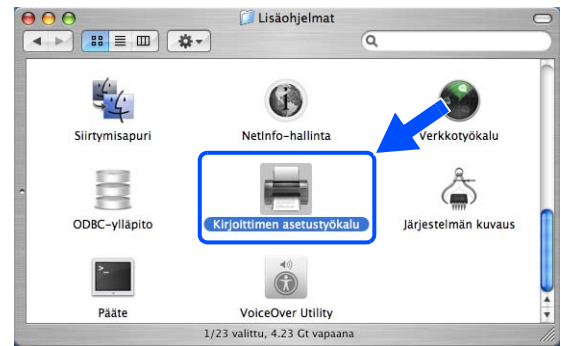 Lisäohjelmat
Siirtymisapuri
NetInfo-hallinta
Verkkotyökalu
ODBC-ylläpito
Kirjoittimen asetustyökalu
Järjestelmän kuvaus
Pääte
VoiceOver Utility
1/23 valittu, 4.23 Gt vapaana